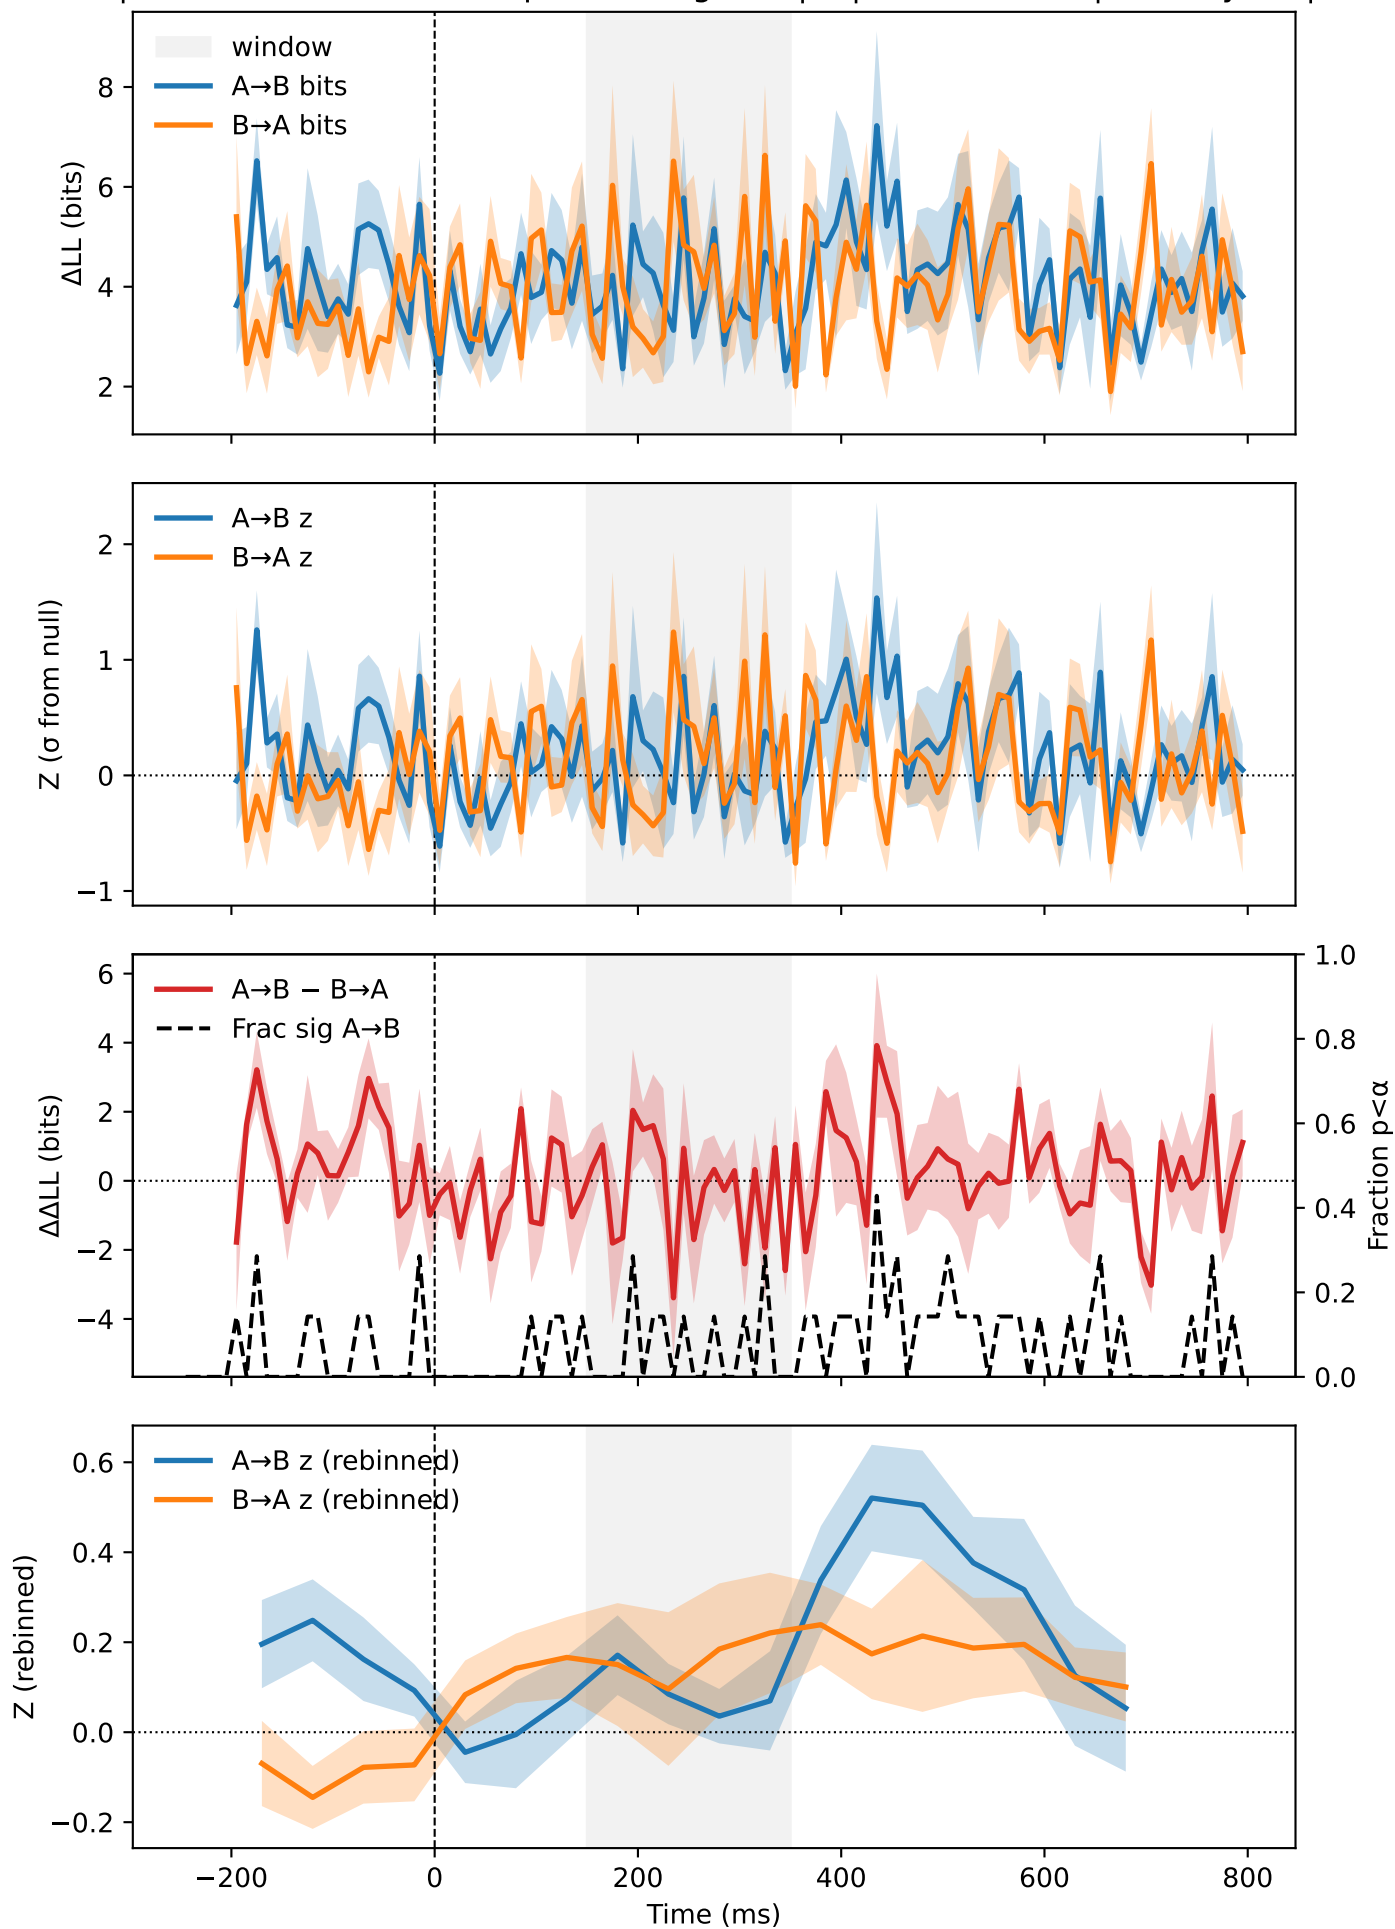 window
A→B bits
B→A bits
ΔLL (bits)
8
6
4
2
A→B z
B→A z
Z (σ from null)
2
1
0
−1
A→B − B→A
Frac sig A→B
ΔΔLL (bits)
6
4
2
0
−2
−4
1.0
0.8
0.6
0.4
0.2
0.0
Fraction p<α
A→B z (rebinned)
B→A z (rebinned)
Z (rebinned)
0.6
0.4
0.2
0.0
−0.2
−200 0 200 400 600 800
Time (ms)